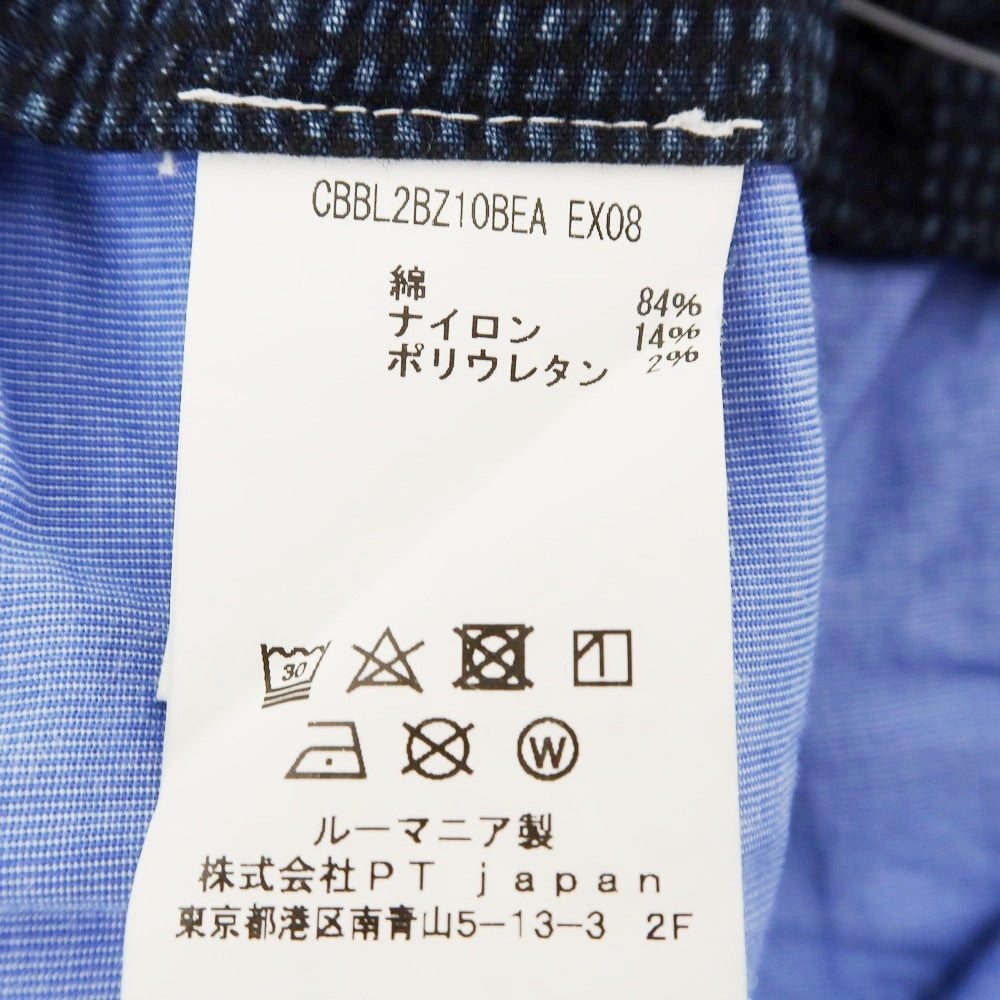 CBBL2BZ10BEA EX08
綿 84%
ナイロン 14%
ポリウレタン 2%
30
W
ルーマニア製
株式会社PT japan
東京都港区南青山5-13-3 2F